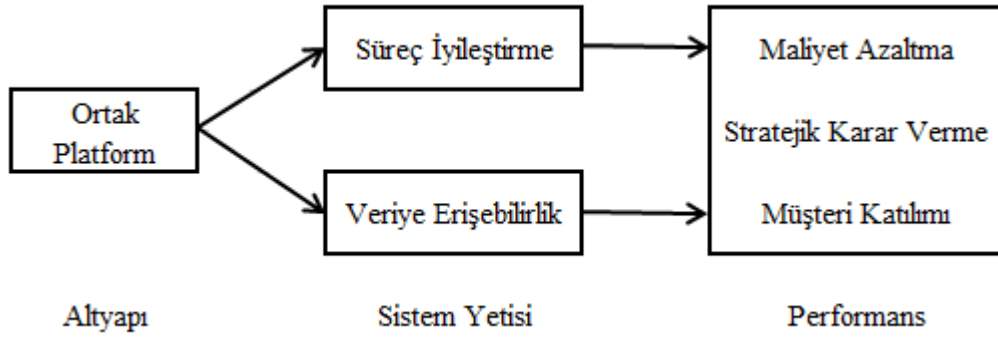 Ortak
Platform
Süreç İyileştirme
Veriye Erişebilirlik
Maliyet Azaltma
Stratejik Karar Verme
Müşteri Katılımı
Altyapı
Sistem Yetisi
Performans